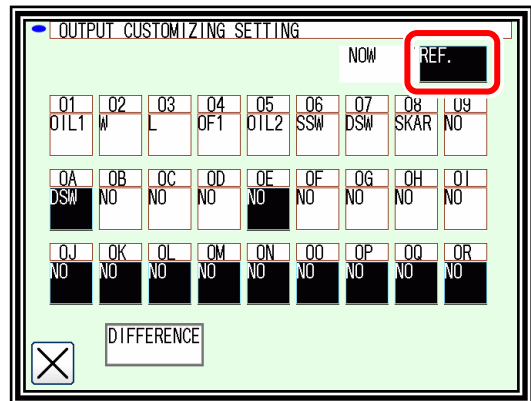 OUTPUT CUSTOMIZING SETTING
NOW REF.
01 02 03 04 05 06 07 08 09
OIL1 W L OF1 OIL2 SSW DSW SKAR NO
0A 0B 0C 0D 0E 0F 0G 0H 0I
DSW NO NO NO NO NO NO NO NO
0J 0K 0L 0M 0N 0O 0P 0Q 0R
NO NO NO NO NO NO NO NO NO
DIFFERENCE